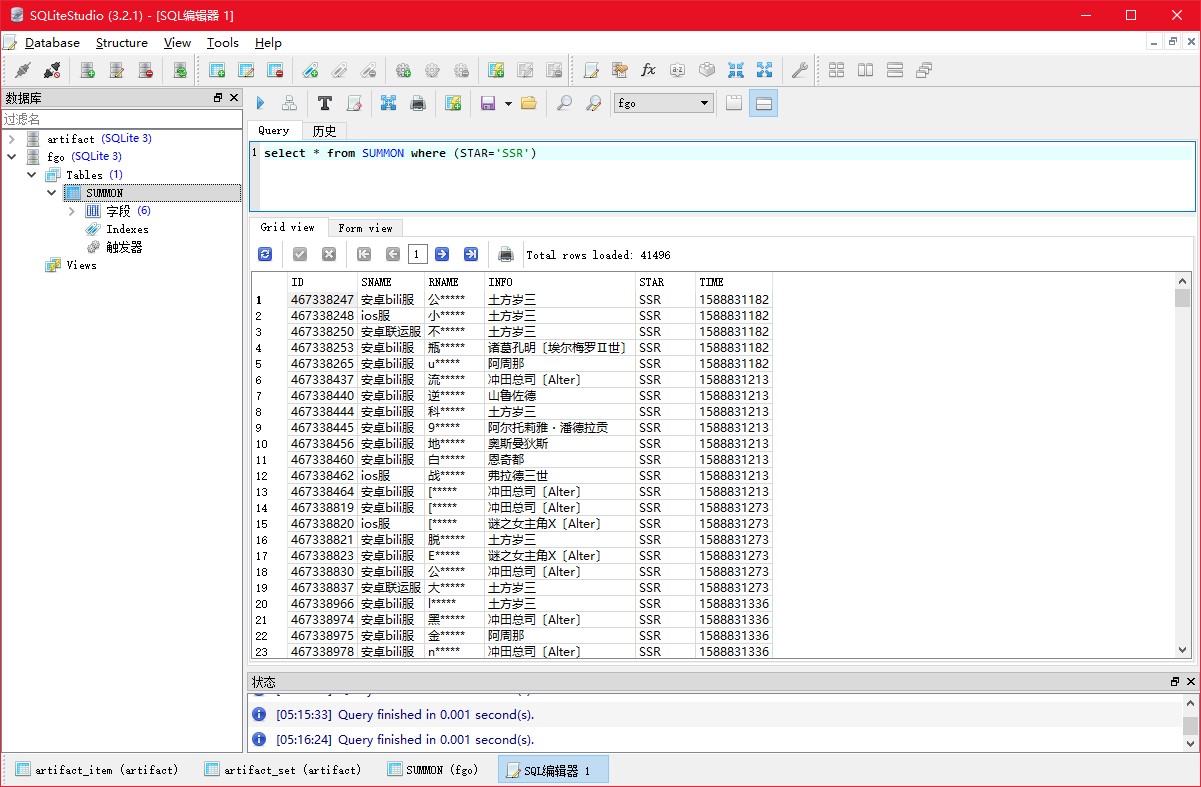 SQLiteStudio (3.2.1) - [SQL编辑器 1]
Database Structure View Tools Help
数据库
过滤名
artifact (SQLite 3)
fgo (SQLite 3)
Tables (1)
SUMMON
字段 (6)
Indexes
触发器
Views
fgo
Query 历史
1 select * from SUMMON where (STAR='SSR')
Grid view Form view
1 Total rows loaded: 41496
ID SNAME RNAME INFO STAR TIME
1 467338247 安卓bili服 公***** 土方岁三 SSR 1588831182
2 467338248 ios服 小***** 土方岁三 SSR 1588831182
3 467338250 安卓联运服 不***** 土方岁三 SSR 1588831182
4 467338253 安卓bili服 瓶***** 诸葛孔明〔埃尔梅罗Ⅱ世〕 SSR 1588831182
5 467338265 安卓bili服 u***** 阿周那 SSR 1588831182
6 467338437 安卓bili服 流***** 冲田总司〔Alter〕 SSR 1588831213
7 467338440 安卓bili服 逆***** 山鲁佐德 SSR 1588831213
8 467338444 安卓bili服 科***** 土方岁三 SSR 1588831213
9 467338445 安卓bili服 9***** 阿尔托莉雅·潘德拉贡 SSR 1588831213
10 467338456 安卓bili服 地***** 奥斯曼狄斯 SSR 1588831213
11 467338460 安卓bili服 白***** 恩奇都 SSR 1588831213
12 467338462 ios服 战***** 弗拉德三世 SSR 1588831213
13 467338464 安卓bili服 [***** 冲田总司〔Alter〕 SSR 1588831213
14 467338819 安卓bili服 [***** 冲田总司〔Alter〕 SSR 1588831273
15 467338820 ios服 [***** 谜之女主角X〔Alter〕 SSR 1588831273
16 467338821 安卓bili服 脱***** 土方岁三 SSR 1588831273
17 467338823 安卓bili服 E***** 谜之女主角X〔Alter〕 SSR 1588831273
18 467338830 安卓bili服 公***** 冲田总司〔Alter〕 SSR 1588831273
19 467338837 安卓联运服 大***** 土方岁三 SSR 1588831273
20 467338966 安卓bili服 l***** 土方岁三 SSR 1588831336
21 467338974 安卓bili服 黑***** 冲田总司〔Alter〕 SSR 1588831336
22 467338975 安卓bili服 金***** 阿周那 SSR 1588831336
23 467338978 安卓bili服 n***** 冲田总司〔Alter〕 SSR 1588831336
状态
[05:15:33] Query finished in 0.001 second(s).
[05:16:24] Query finished in 0.001 second(s).
artifact_item (artifact) artifact_set (artifact) SUMMON (fgo) SQL编辑器 1